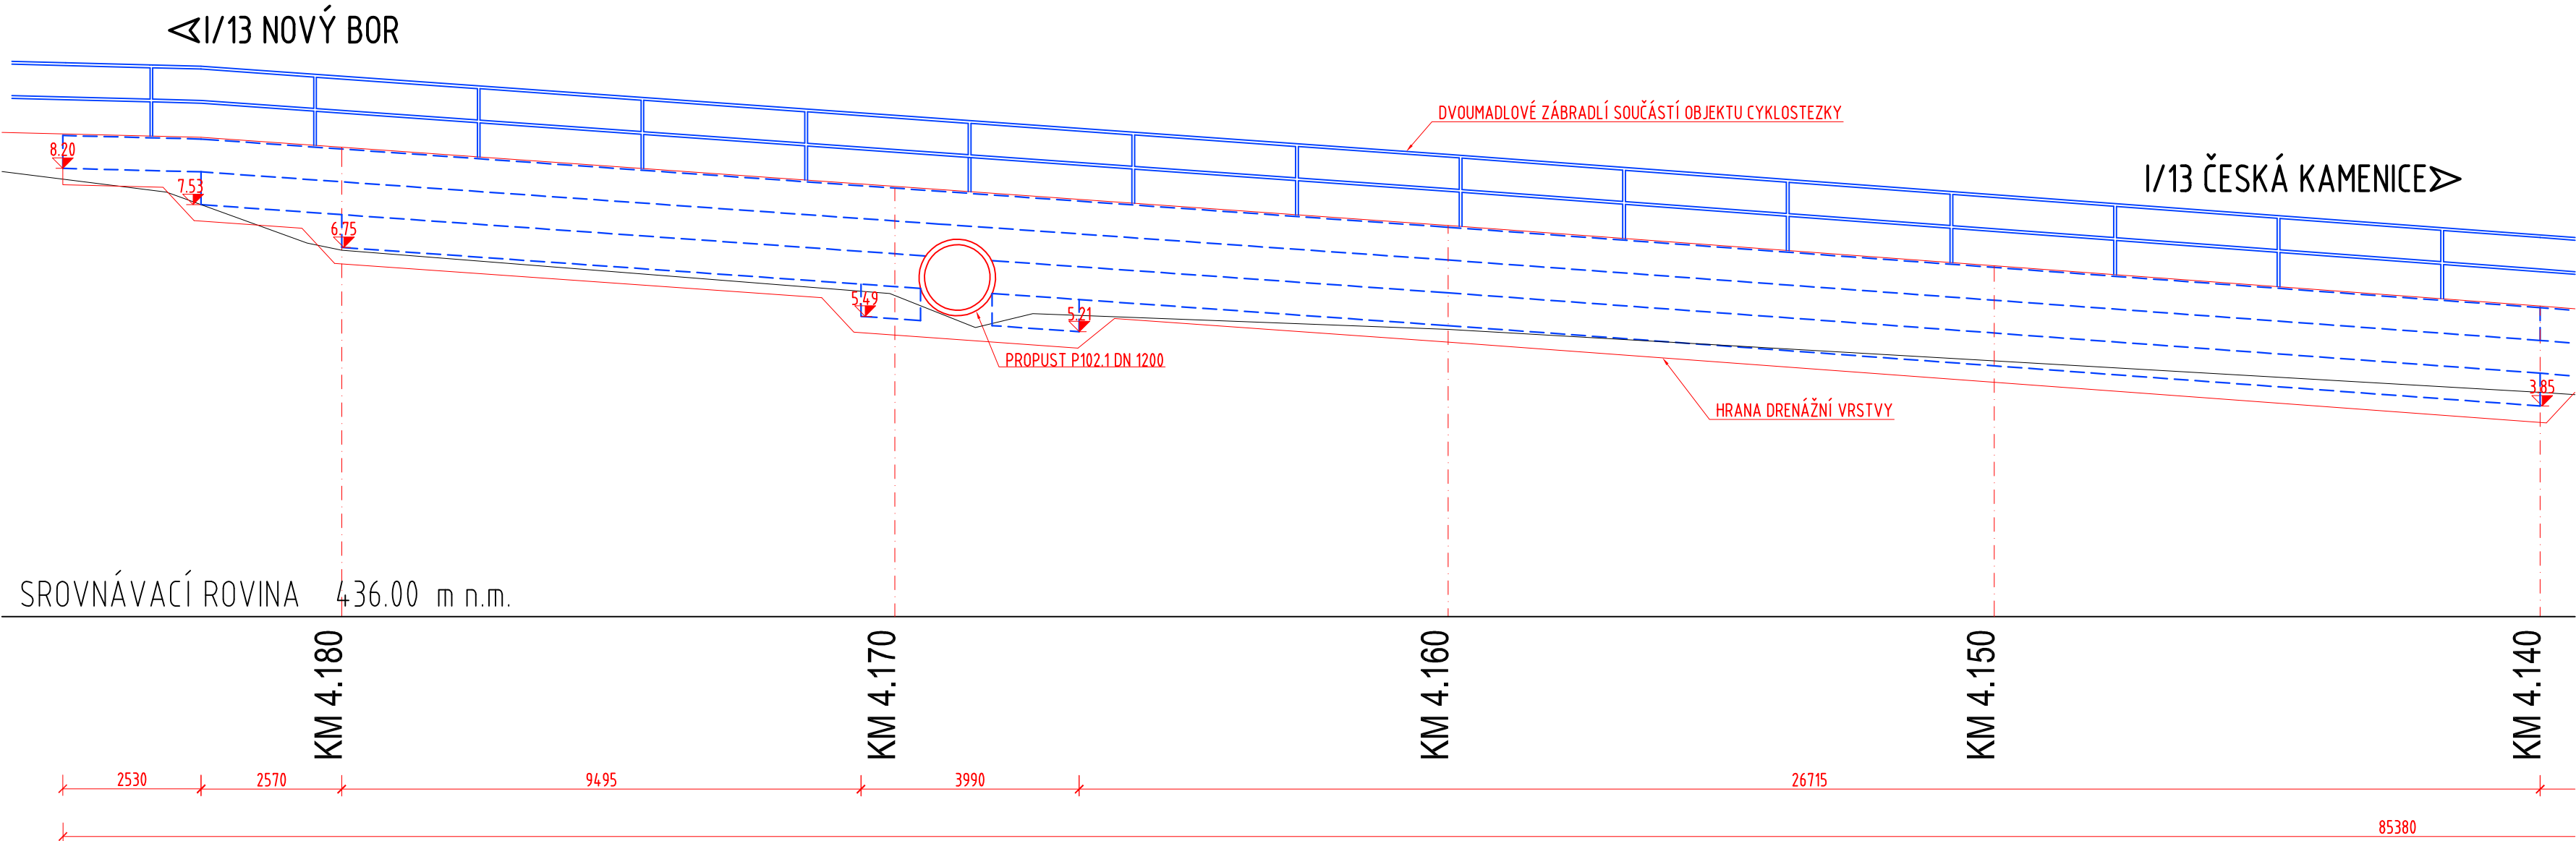 I/13 NOVÝ BOR
DVOUMADLOVÉ ZÁBRADLÍ SOUČÁSTÍ OBJEKTU CYKLOSTEZKY
I/13 ČESKÁ KAMENICE
8.20
7.53
6.75
5.49
5.21
PROPUST P102.1 DN 1200
3.85
HRANA DRENÁŽNÍ VRSTVY
SROVNÁVACÍ ROVINA 436.00 m n.m.
KM 4.180
KM 4.170
KM 4.160
KM 4.150
KM 4.140
2530
2570
9495
3990
26715
85380